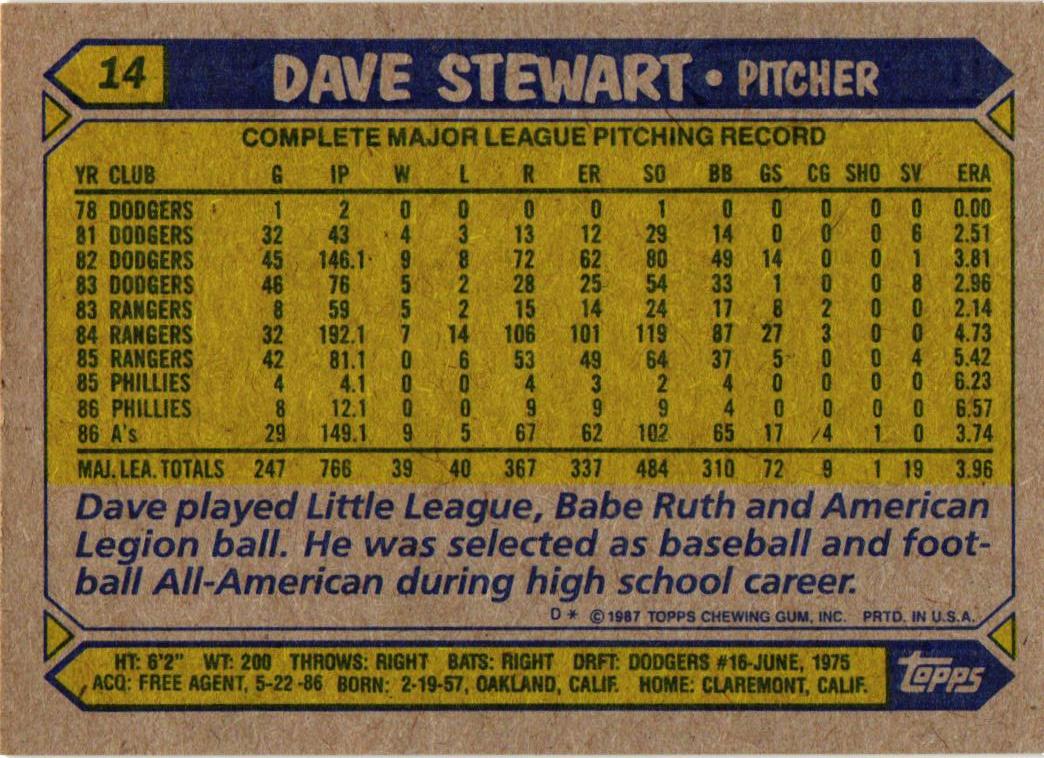 14 DAVE STEWART • PITCHER
COMPLETE MAJOR LEAGUE PITCHING RECORD
YR CLUB G IP W L R ER SO BB GS CG SHO SV ERA
78 DODGERS 1 2 0 0 0 0 1 0 0 0 0 0 0.00
81 DODGERS 32 43 4 3 13 12 29 14 0 0 0 6 2.51
82 DODGERS 45 146.1 9 8 72 62 80 49 14 0 0 1 3.81
83 DODGERS 46 76 5 2 28 25 54 33 1 0 0 8 2.96
83 RANGERS 8 59 5 2 15 14 24 17 8 2 0 0 2.14
84 RANGERS 32 192.1 7 14 106 101 119 87 27 3 0 0 4.73
85 RANGERS 42 81.1 0 6 53 49 64 37 5 0 0 4 5.42
85 PHILLIES 4 4.1 0 0 4 3 2 4 0 0 0 0 6.23
86 PHILLIES 8 12.1 0 0 9 9 9 4 0 0 0 0 6.57
86 A's 29 149.1 9 5 67 62 102 65 17 4 1 0 3.74
MAJ. LEA. TOTALS 247 766 39 40 367 337 484 310 72 9 1 19 3.96
Dave played Little League, Babe Ruth and American
Legion ball. He was selected as baseball and foot-
ball All-American during high school career.
D * © 1987 TOPPS CHEWING GUM, INC. PRTD. IN U.S.A.
HT: 6'2" WT: 200 THROWS: RIGHT BATS: RIGHT DRFT: DODGERS #16-JUNE, 1975
ACQ: FREE AGENT, 5-22-86 BORN: 2-19-57, OAKLAND, CALIF. HOME: CLAREMONT, CALIF.
topps